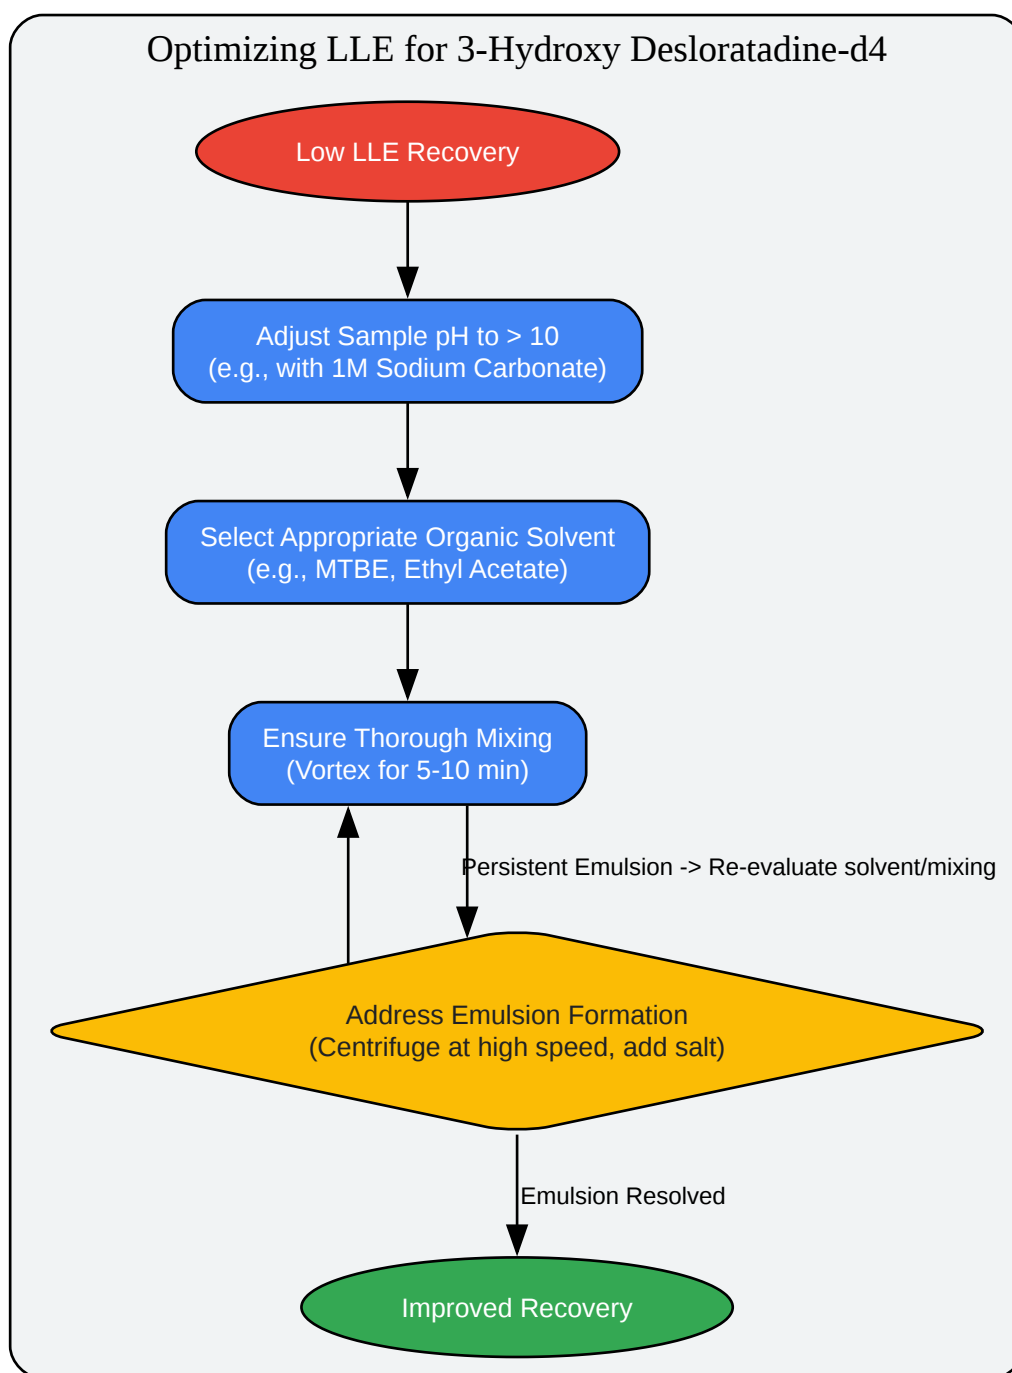 Optimizing LLE for 3-Hydroxy Desloratadine-d4
Low LLE Recovery
Adjust Sample pH to > 10
(e.g., with 1M Sodium Carbonate)
Select Appropriate Organic Solvent
(e.g., MTBE, Ethyl Acetate)
Ensure Thorough Mixing
(Vortex for 5-10 min)
Persistent Emulsion -> Re-evaluate solvent/mixing
Address Emulsion Formation
(Centrifuge at high speed, add salt)
Emulsion Resolved
Improved Recovery